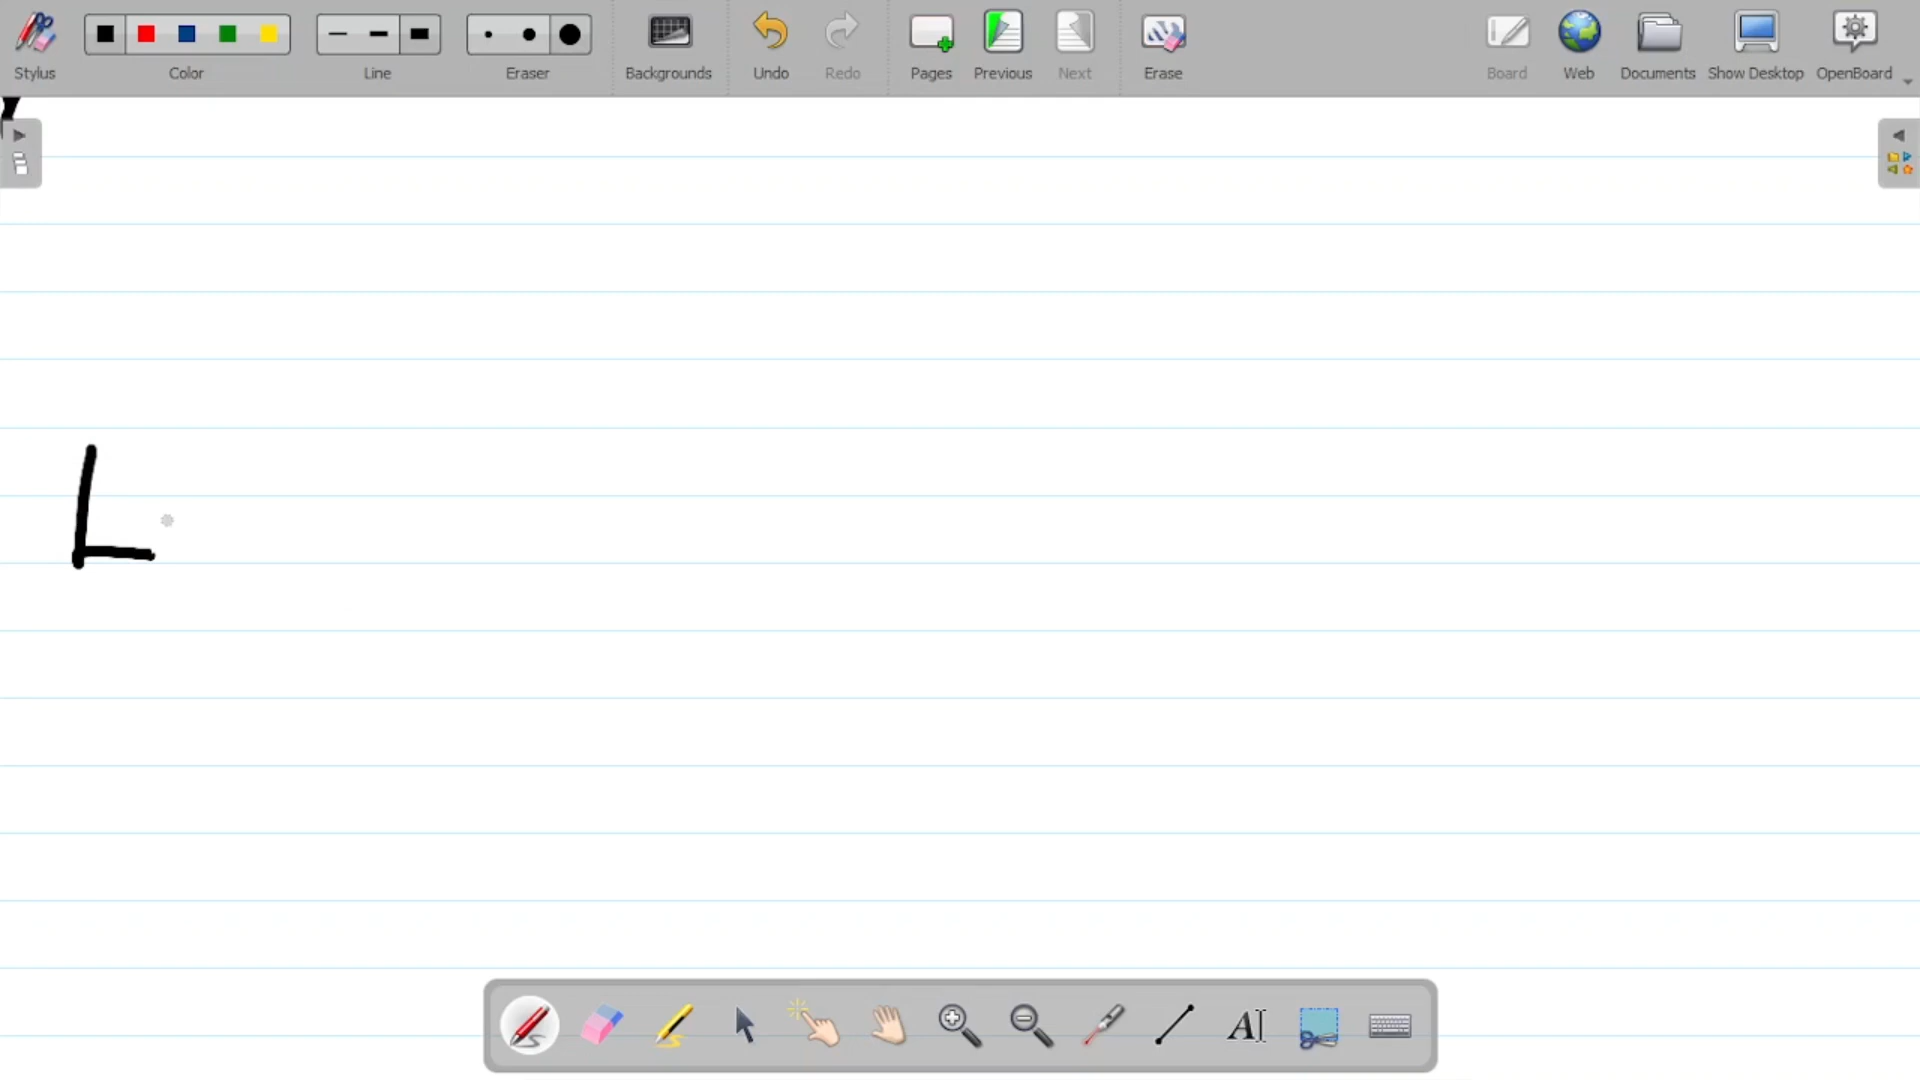 Stylus Color Line Eraser Backgrounds Undo Redo Pages Previous Next Erase Board Web Documents Show Desktop OpenBoard
L
A